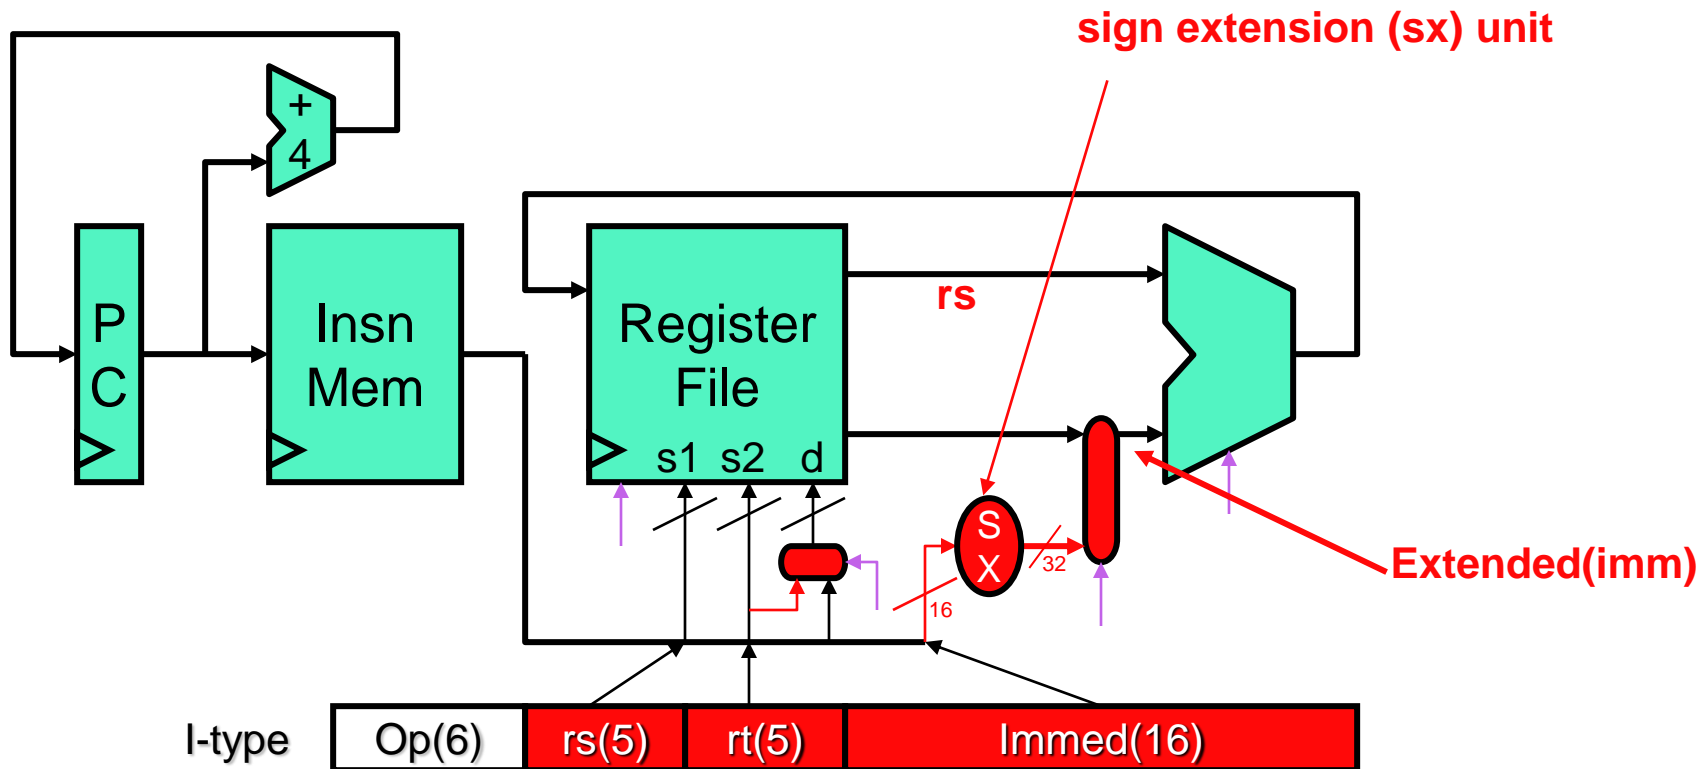 sign extension (sx) unit
+
4
P
C
Insn
Mem
Register
File
s1 s2 d
rs
S
X
32
16
Extended(imm)
I-type Op(6) rs(5) rt(5) Immed(16)